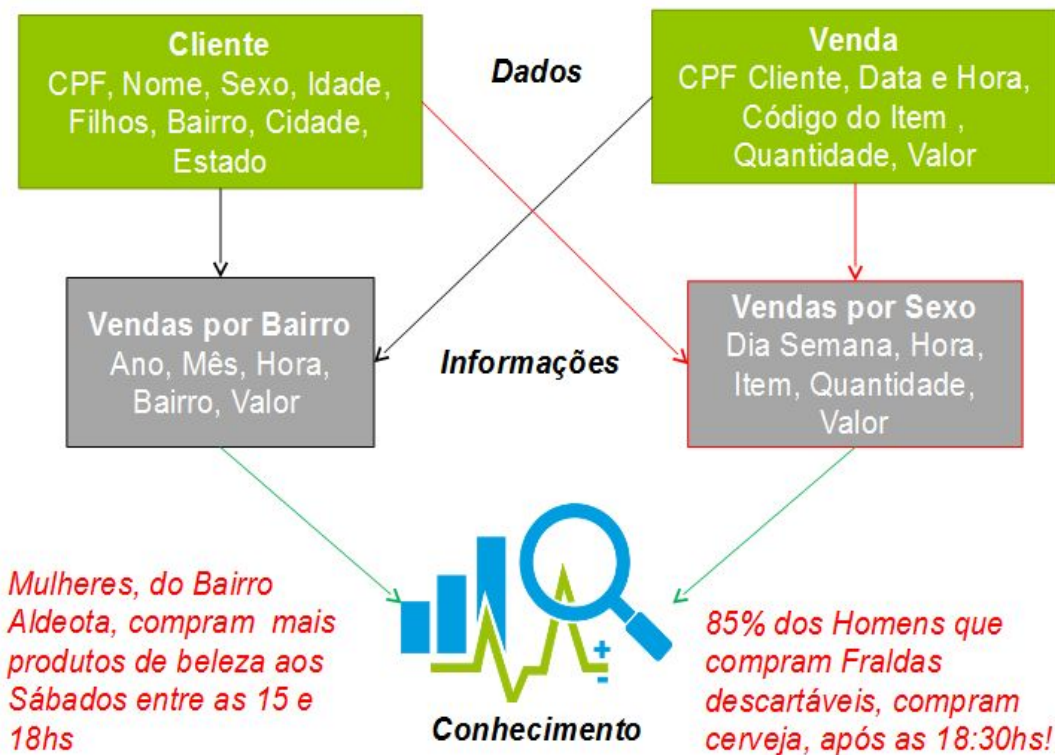 Cliente
CPF, Nome, Sexo, Idade,
Filhos, Bairro, Cidade,
Estado
Dados
Venda
CPF Cliente, Data e Hora,
Código do Item ,
Quantidade, Valor
Vendas por Bairro
Ano, Mês, Hora,
Bairro, Valor
Informações
Vendas por Sexo
Dia Semana, Hora,
Item, Quantidade,
Valor
Mulheres, do Bairro
Aldeota, compram mais
produtos de beleza aos
Sábados entre as 15 e
18hs
Conhecimento
85% dos Homens que
compram Fraldas
descartáveis, compram
cerveja, após as 18:30hs!